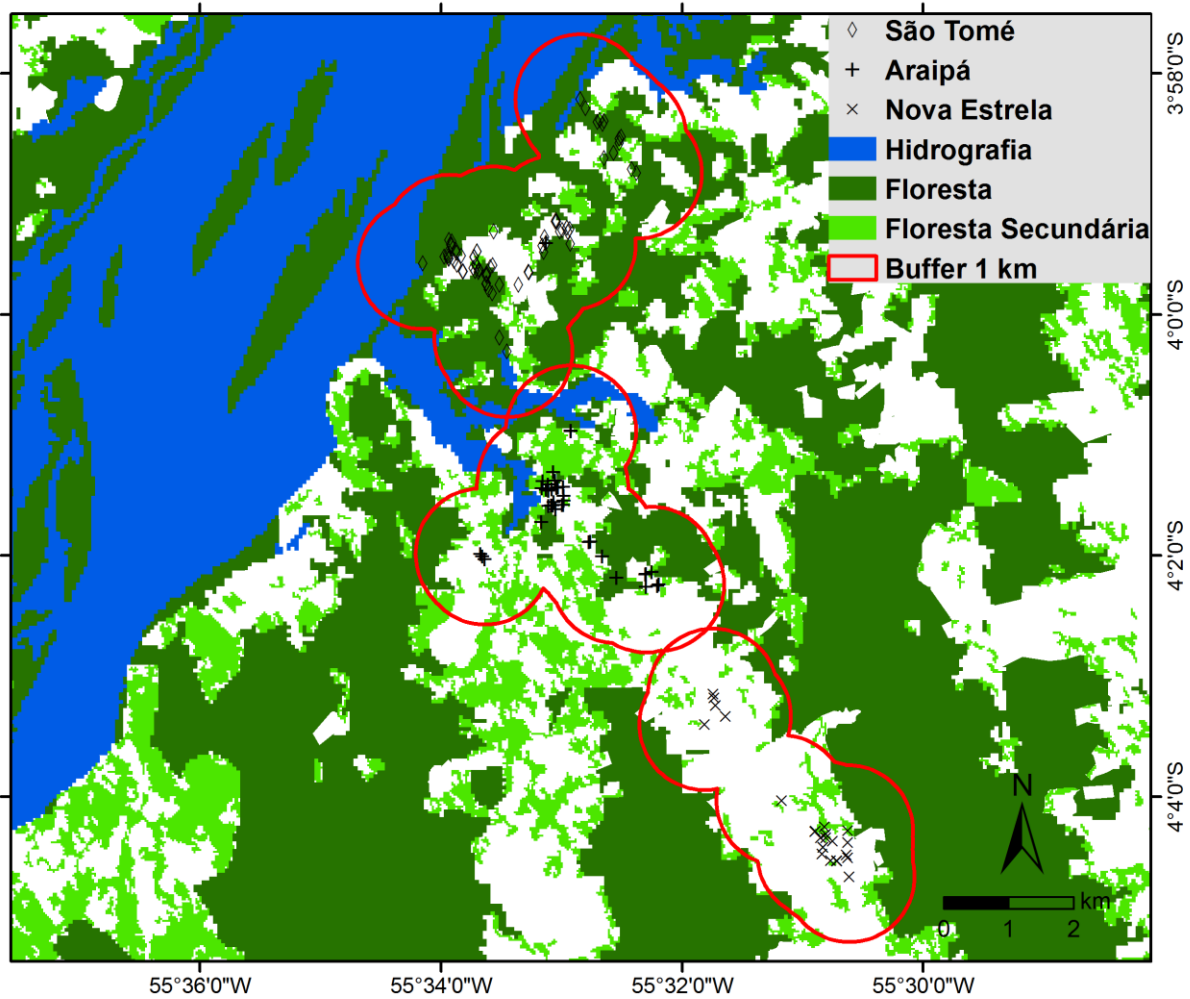 São Tomé
Araipá
Nova Estrela
Hidrografia
Floresta
Floresta Secundária
Buffer 1 km
3°58'0"S
4°0'0"S
4°2'0"S
4°4'0"S
N
km
0 1 2
55°36'0"W 55°34'0"W 55°32'0"W 55°30'0"W